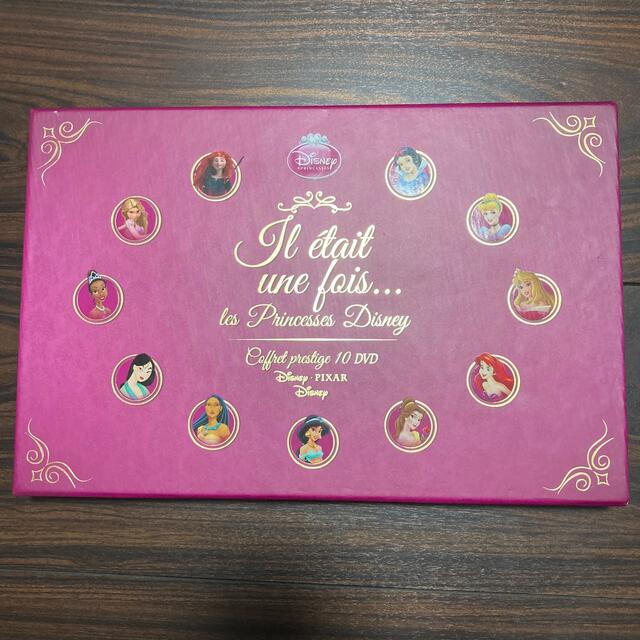 Disney
PRINCESSES
Il était
une fois...
les Princesses Disney
Coffret prestige 10 DVD
Disney · PIXAR
Disney